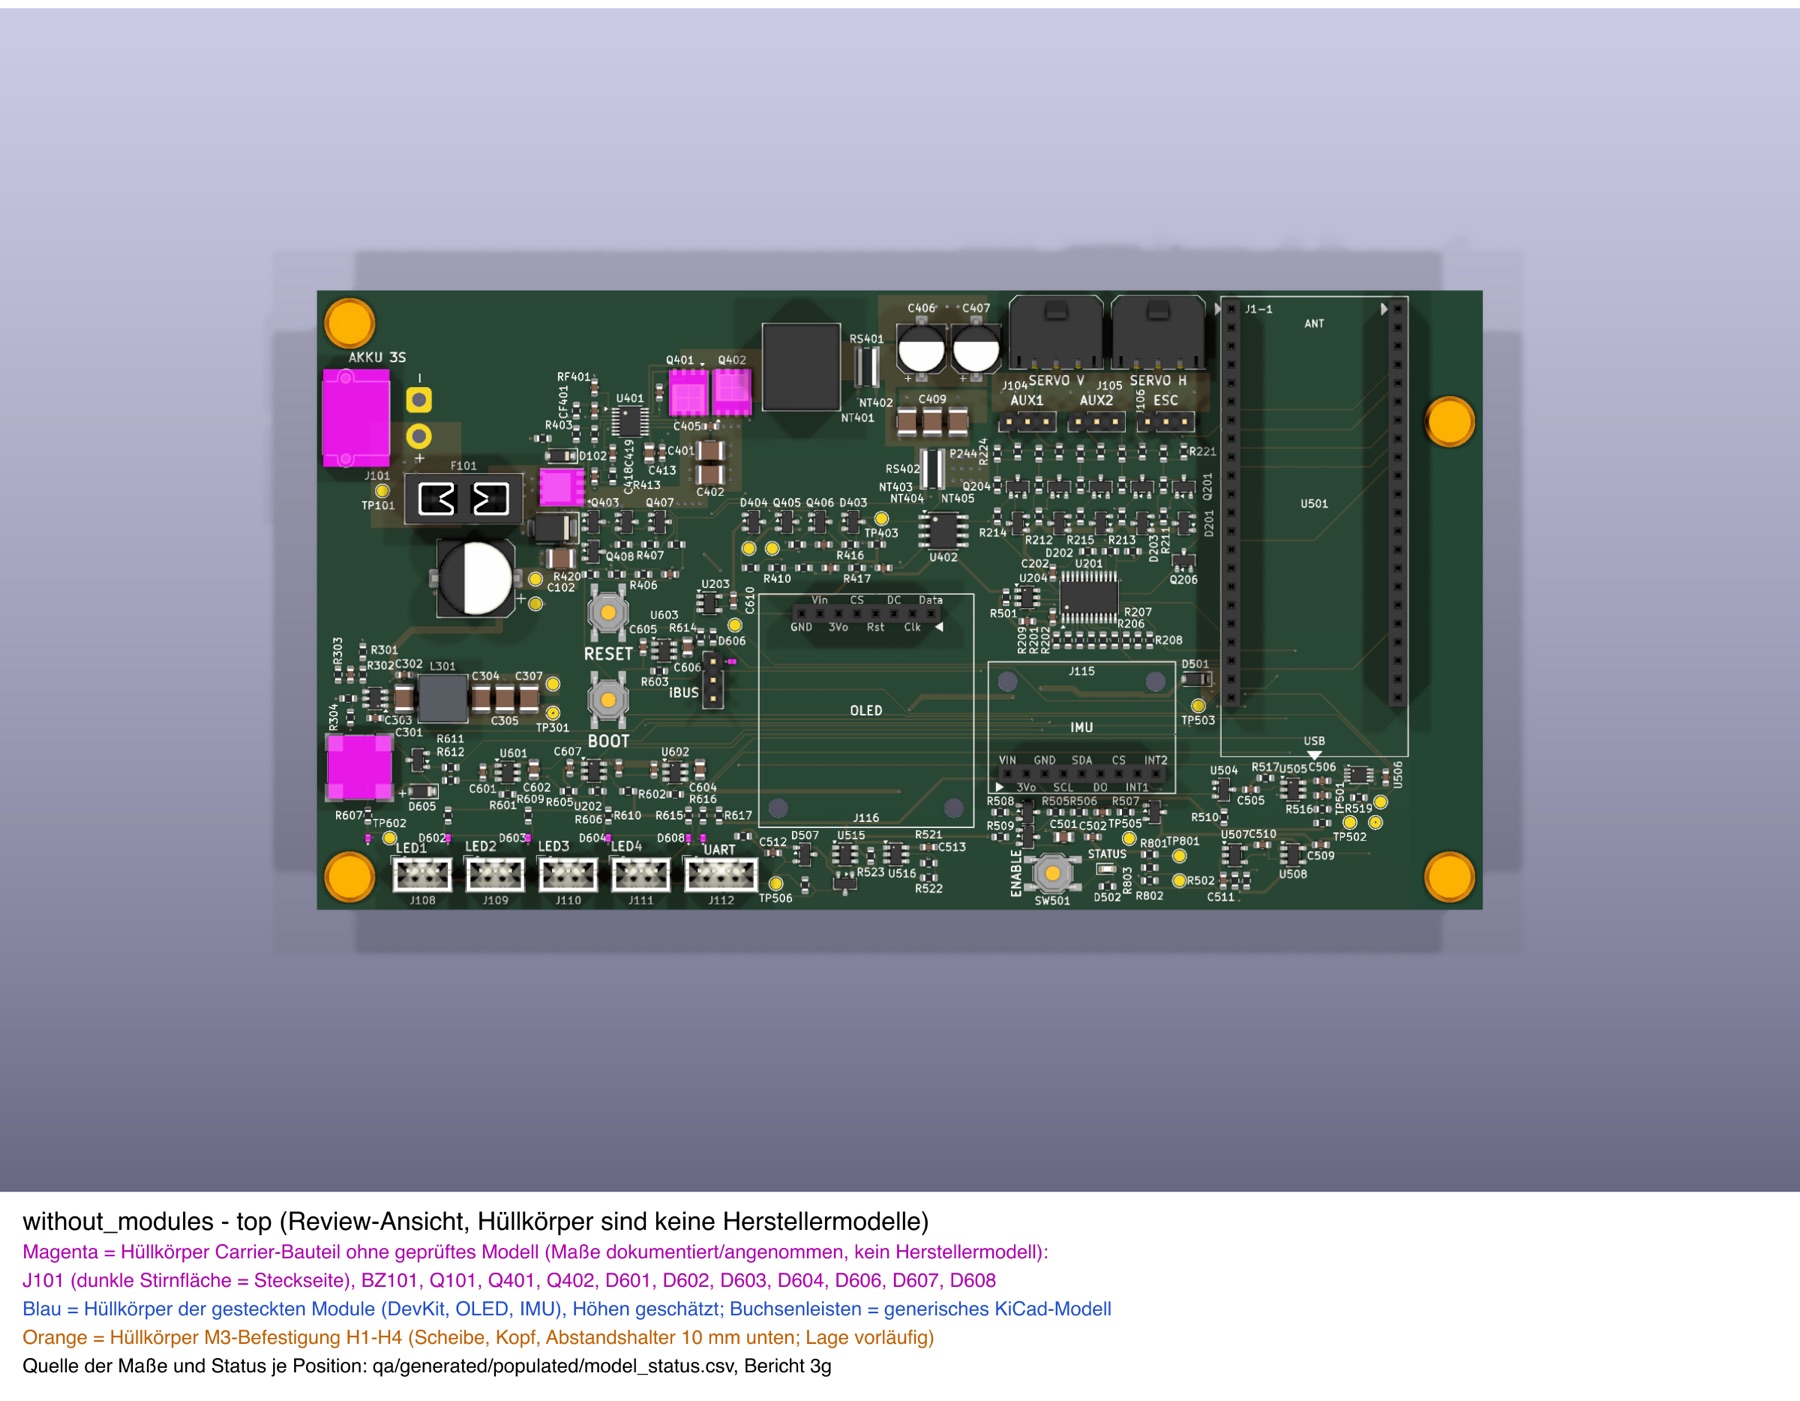 C406
C407
J1-1
ANT
AKKU 3S
RS401
Q401
Q402
SERVO V
SERVO H
RF401
CF401
U401
J104
J105
J106
AUX1
AUX2
ESC
NT402
C409
NT401
R403
C405
D102
C401
C413
C418
C419
R413
C402
F101
J101
TP101
R224
P244
R221
RS402
NT403
NT404
NT405
Q204
Q201
D201
U501
Q403
Q407
D404
Q405
Q406
D403
TP403
R214
R212
R215
R213
D203
R211
D202
Q408
R407
R416
U402
C202
U201
Q206
R420
C102
R406
R410
R417
U203
C610
U204
R501
Vin
CS
DC
Data
GND
3Vo
Rst
Clk
U603
C605
R614
D606
R207
R206
R209
R201
R202
R208
RESET
C606
R603
iBUS
R303
R301
R302
C302
L301
C304
C307
J115
D501
OLED
IMU
R304
C303
C301
C305
TP301
BOOT
TP503
USB
R611
R612
U601
C607
U602
VIN
GND
SDA
CS
INT2
3Vo
SCL
DO
INT1
U504
R517
U505
C506
U506
C601
C602
R609
R601
R605
U202
R606
R602
C604
R616
D605
R607
TP602
R610
R615
R617
J116
R508
R505
R506
R507
TP505
R509
C501
C502
R510
C505
R516
TP501
R519
TP502
D602
D603
D604
D608
LED1
LED2
LED3
LED4
UART
C512
D507
U515
R521
C513
R523
U516
R522
TP506
ENABLE
SW501
STATUS
D502
R803
R801
TP801
R802
R502
U507
C510
U508
C509
C511
J108
J109
J110
J111
J112
without_modules - top (Review-Ansicht, Hüllkörper sind keine Herstellermodelle)
Magenta = Hüllkörper Carrier-Bauteil ohne geprüftes Modell (Maße dokumentiert/angenommen, kein Herstellermodell):
J101 (dunkle Stirnfläche = Steckseite), BZ101, Q101, Q401, Q402, D601, D602, D603, D604, D606, D607, D608
Blau = Hüllkörper der gesteckten Module (DevKit, OLED, IMU), Höhen geschätzt; Buchsenleisten = generisches KiCad-Modell
Orange = Hüllkörper M3-Befestigung H1-H4 (Scheibe, Kopf, Abstandshalter 10 mm unten; Lage vorläufig)
Quelle der Maße und Status je Position: qa/generated/populated/model_status.csv, Bericht 3g